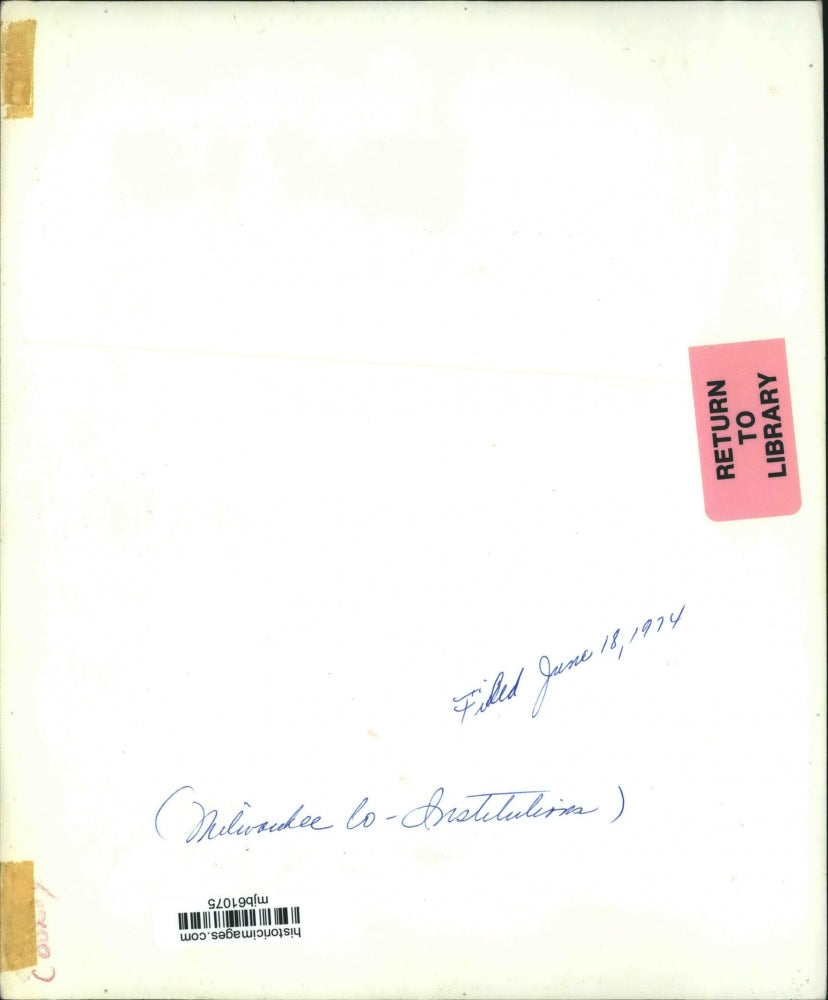 RETURN
TO
LIBRARY
Filed June 18, 1974
(Milwaukee Co - Institutions)
mjb61075
historicimages.com